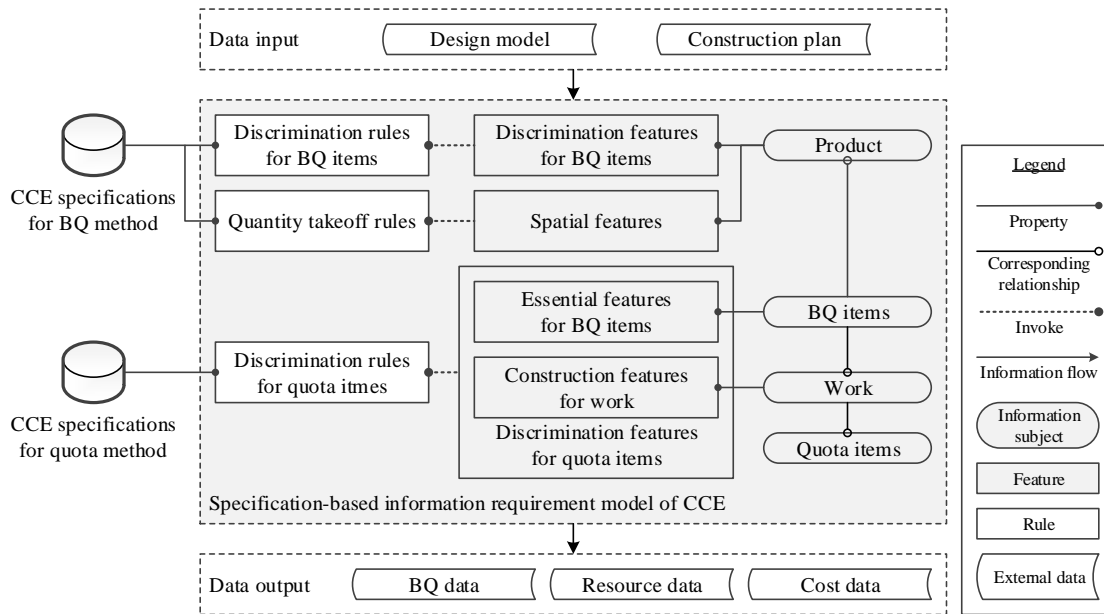 Data input
Design model
Construction plan
CCE specifications
for BQ method
Discrimination rules
for BQ items
Discrimination features
for BQ items
Product
Quantity takeoff rules
Spatial features
Essential features
for BQ items
BQ items
CCE specifications
for quota method
Discrimination rules
for quota itmes
Construction features
for work
Work
Discrimination features
for quota items
Quota items
Specification-based information requirement model of CCE
Data output
BQ data
Resource data
Cost data
Legend
Property
Corresponding
relationship
Invoke
Information flow
Information
subject
Feature
Rule
External data